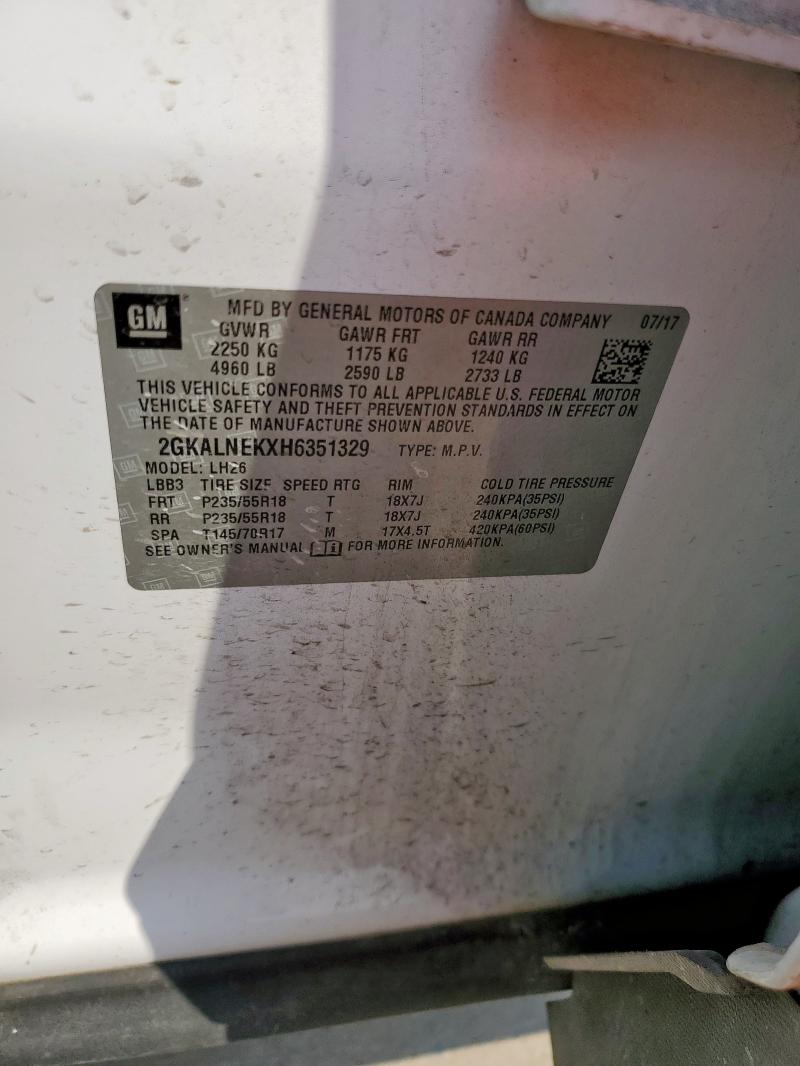 GM MFD BY GENERAL MOTORS OF CANADA COMPANY 07/17
GVWR GAWR FRT GAWR RR
2250 KG 1175 KG 1240 KG
4960 LB 2590 LB 2733 LB
THIS VEHICLE CONFORMS TO ALL APPLICABLE U.S. FEDERAL MOTOR
VEHICLE SAFETY AND THEFT PREVENTION STANDARDS IN EFFECT ON
THE DATE OF MANUFACTURE SHOWN ABOVE.
2GKALNEKXH6351329 TYPE: M.P.V.
MODEL: LH26
LBB3 TIRE SIZE SPEED RTG RIM COLD TIRE PRESSURE
FRT P235/55R18 T 18X7J 240KPA(35PSI)
RR P235/55R18 T 18X7J 240KPA(35PSI)
SPA T145/70R17 M 17X4.5T 420KPA(60PSI)
SEE OWNER'S MANUAL FOR MORE INFORMATION.